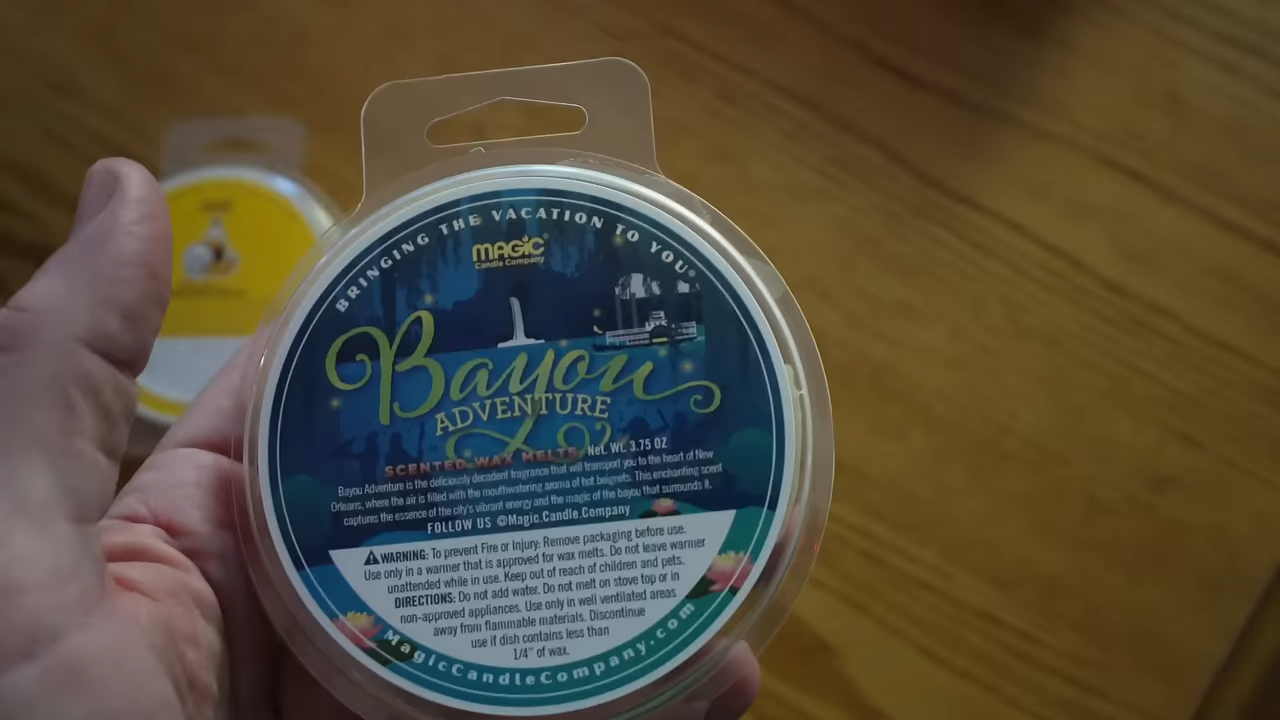 BRINGING THE VACATION TO YOU®
MAGIC®
Candle Company
Bayou
ADVENTURE
SCENTED WAX MELTS Net. Wt. 3.75 OZ
Bayou Adventure is the deliciously decadent fragrance that will transport you to the heart of New
Orleans, where the air is filled with the mouthwatering aroma of hot beignets. This enchanting scent
captures the essence of the city's vibrant energy and the magic of the bayou that surrounds it.
FOLLOW US @Magic.Candle.Company
WARNING: To prevent Fire or Injury: Remove packaging before use.
Use only in a warmer that is approved for wax melts. Do not leave warmer
unattended while in use. Keep out of reach of children and pets.
DIRECTIONS: Do not add water. Do not melt on stove top or in
non-approved appliances. Use only in well ventilated areas
away from flammable materials. Discontinue
use if dish contains less than
1/4" of wax.
MagicCandleCompany.com